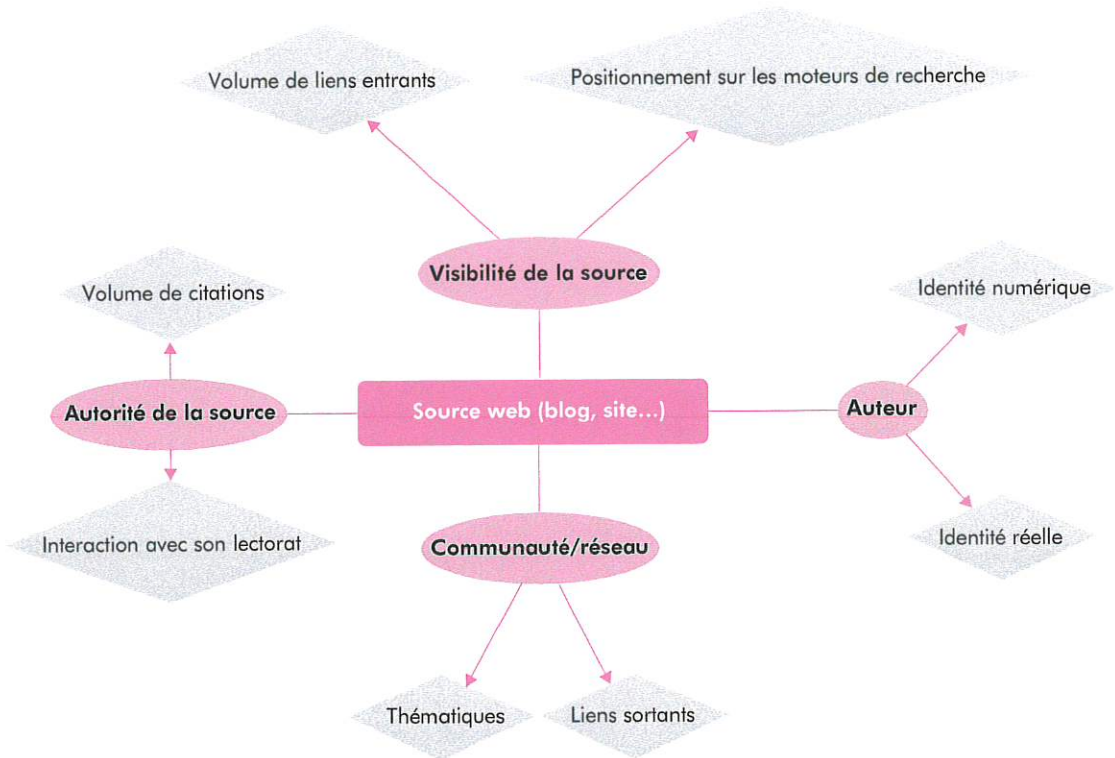 Volume de liens entrants
Positionnement sur les moteurs de recherche
Visibilité de la source
Volume de citations
Identité numérique
Autorité de la source
Source web (blog, site...)
Auteur
Interaction avec son lectorat
Communauté/réseau
Identité réelle
Thématiques
Liens sortants